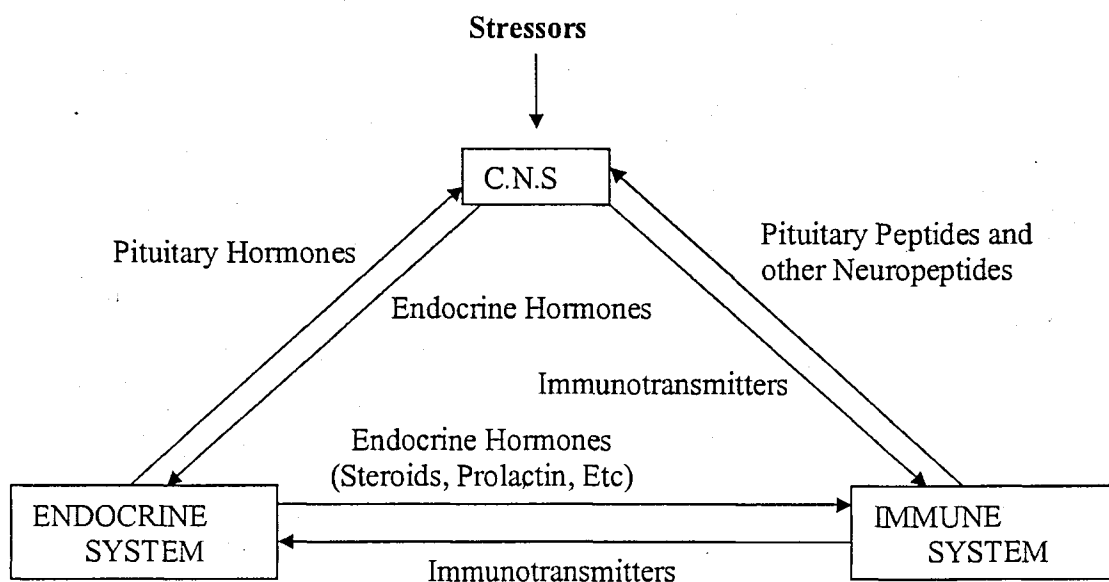 Stressors
C.N.S
Pituitary Hormones
Pituitary Peptides and
other Neuropeptides
Endocrine Hormones
Immunotransmitters
Endocrine Hormones
(Steroids, Prolactin, Etc)
ENDOCRINE
SYSTEM
IMMUNE
SYSTEM
Immunotransmitters